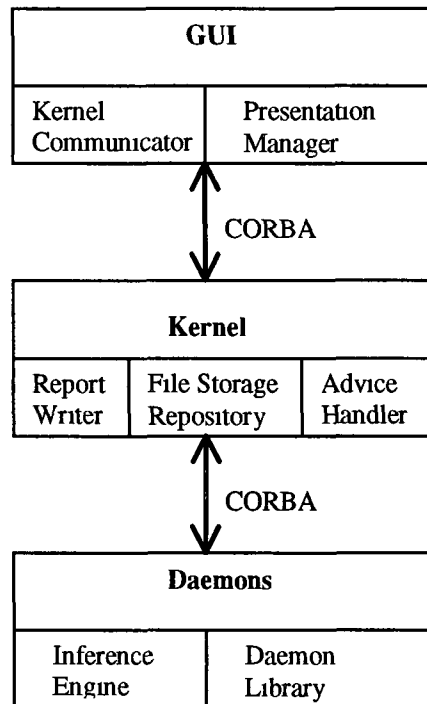 GUI
Kernel
Communicator
Presentation
Manager
CORBA
Kernel
Report
Writer
File Storage
Repository
Advice
Handler
CORBA
Daemons
Inference
Engine
Daemon
Library